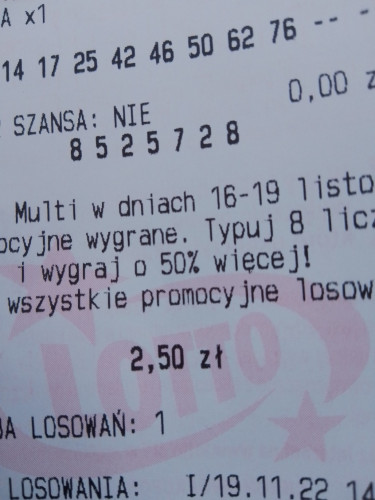 A x1
14 17 25 42 46 50 62 76 -- -
0,00 z
SZANSA: NIE
8 5 2 5 7 2 8
Multi w dniach 16-19 listo
ocyjne wygrane. Typuj 8 licz
i wygraj o 50% więcej!
wszystkie promocyjne losow
LOTTO
2,50 zł
BA LOSOWAŃ: 1
LOSOWANIA: I/19.11.22 14